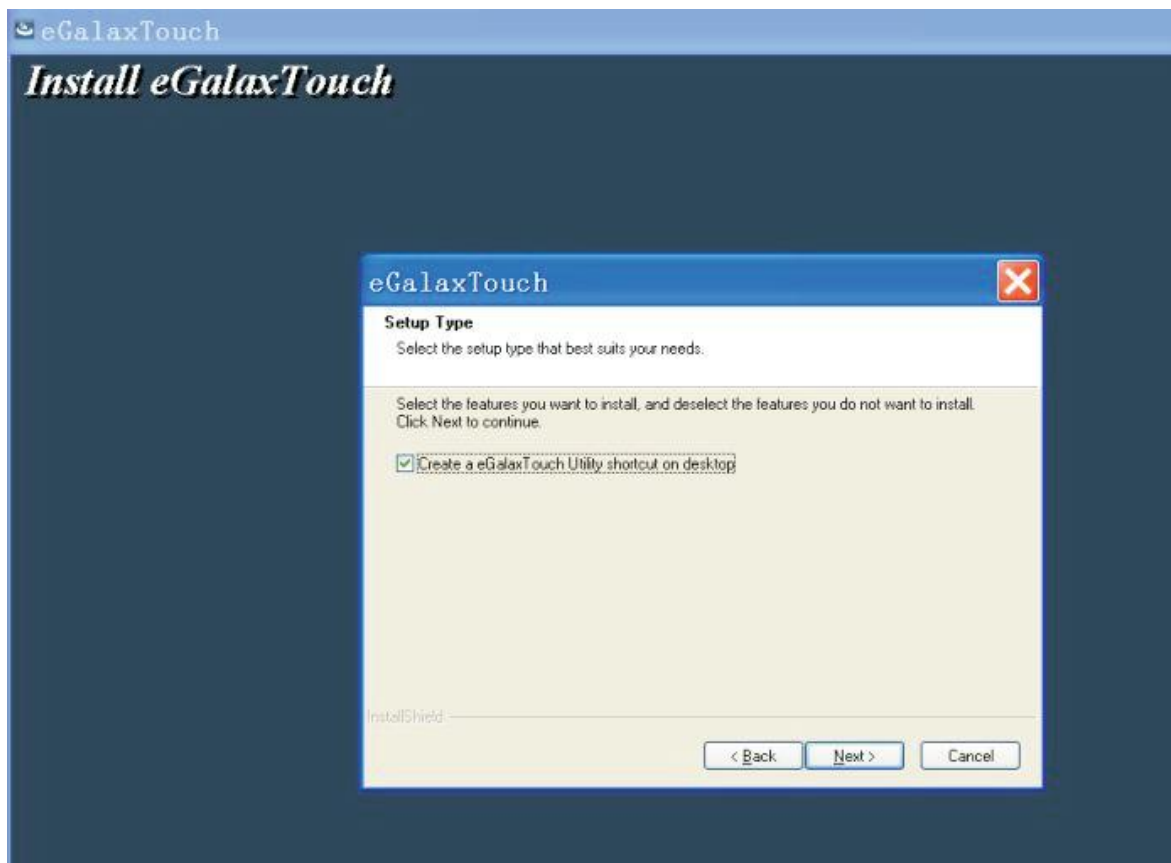 eGalaxTouch
Install eGalaxTouch
eGalaxTouch
Setup Type
Select the setup type that best suits your needs.
Select the features you want to install, and deselect the features you do not want to install.
Click Next to continue.
Create a eGalaxTouch Utility shortcut on desktop
InstallShield
< Back
Next >
Cancel